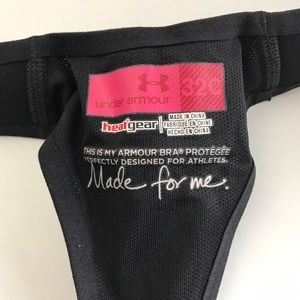 under armour
32C
heatgear
MADE IN CHINA
FABRIQUÉ EN CHINE
HECHO EN CHINA
THIS IS MY ARMOUR BRA® PROTÉGÉE
PERFECTLY DESIGNED FOR ATHLETES.
Made for me.